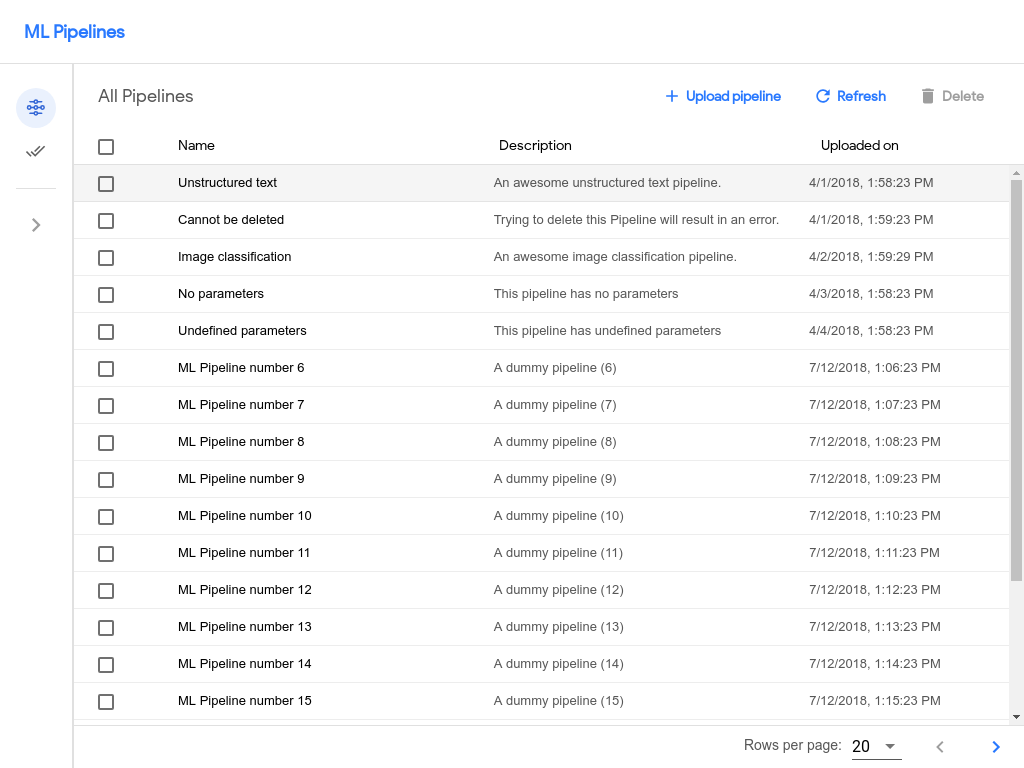 ML Pipelines
All Pipelines
Upload pipeline
Refresh
Delete
Name Description Uploaded on
Unstructured text An awesome unstructured text pipeline. 4/1/2018, 1:58:23 PM
Cannot be deleted Trying to delete this Pipeline will result in an error. 4/1/2018, 1:59:23 PM
Image classification An awesome image classification pipeline. 4/2/2018, 1:59:29 PM
No parameters This pipeline has no parameters 4/3/2018, 1:58:23 PM
Undefined parameters This pipeline has undefined parameters 4/4/2018, 1:58:23 PM
ML Pipeline number 6 A dummy pipeline (6) 7/12/2018, 1:06:23 PM
ML Pipeline number 7 A dummy pipeline (7) 7/12/2018, 1:07:23 PM
ML Pipeline number 8 A dummy pipeline (8) 7/12/2018, 1:08:23 PM
ML Pipeline number 9 A dummy pipeline (9) 7/12/2018, 1:09:23 PM
ML Pipeline number 10 A dummy pipeline (10) 7/12/2018, 1:10:23 PM
ML Pipeline number 11 A dummy pipeline (11) 7/12/2018, 1:11:23 PM
ML Pipeline number 12 A dummy pipeline (12) 7/12/2018, 1:12:23 PM
ML Pipeline number 13 A dummy pipeline (13) 7/12/2018, 1:13:23 PM
ML Pipeline number 14 A dummy pipeline (14) 7/12/2018, 1:14:23 PM
ML Pipeline number 15 A dummy pipeline (15) 7/12/2018, 1:15:23 PM
Rows per page: 20